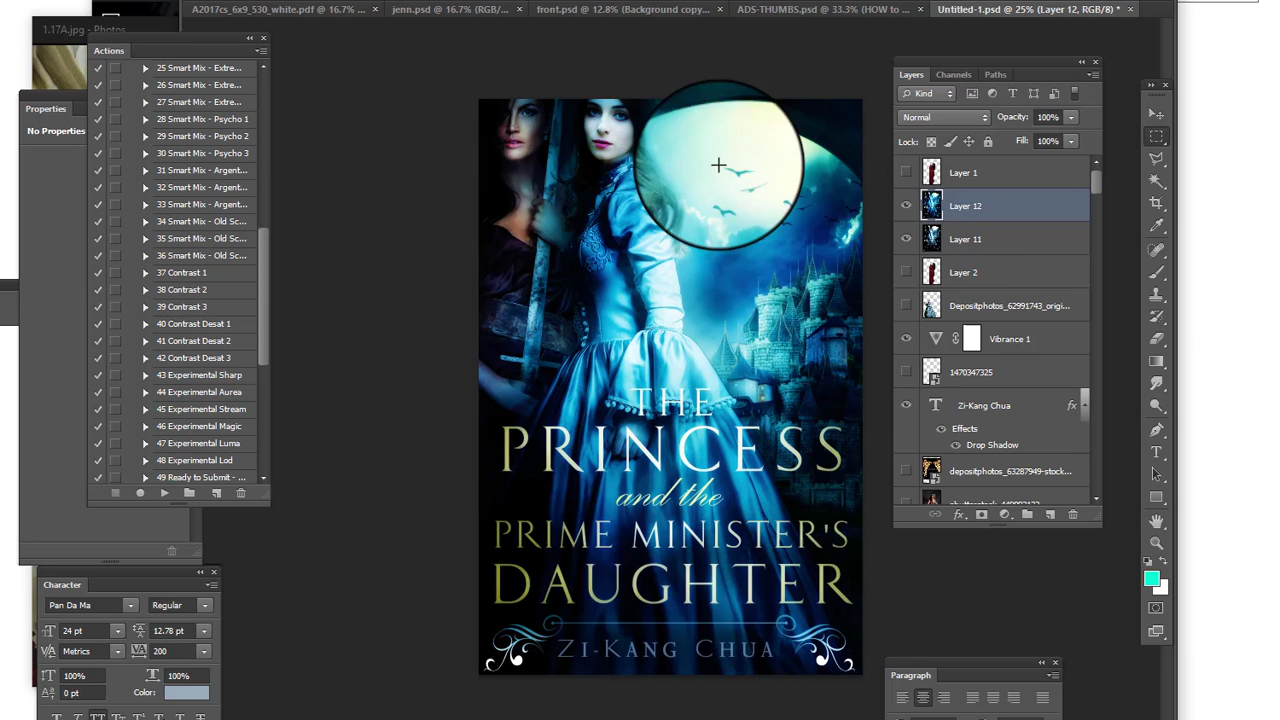 A2017cs_6x9_530_white.pdf @ 16.7% ... ×
jenn.psd @ 16.7% (RGB/... ×
front.psd @ 12.8% (Background copy... ×
ADS-THUMBS.psd @ 33.3% (HOW to ... ×
Untitled-1.psd @ 25% (Layer 12, RGB/8) * ×
1.17A.jpg - Photos
Actions
25 Smart Mix - Extre...
26 Smart Mix - Extre...
27 Smart Mix - Extre...
28 Smart Mix - Psycho 1
29 Smart Mix - Psycho 2
30 Smart Mix - Psycho 3
31 Smart Mix - Argent...
32 Smart Mix - Argent...
33 Smart Mix - Argent...
34 Smart Mix - Old Sc...
35 Smart Mix - Old Sc...
36 Smart Mix - Old Sc...
37 Contrast 1
38 Contrast 2
39 Contrast 3
40 Contrast Desat 1
41 Contrast Desat 2
42 Contrast Desat 3
43 Experimental Sharp
44 Experimental Aurea
45 Experimental Stream
46 Experimental Magic
47 Experimental Luma
48 Experimental Lod
49 Ready to Submit - ...
Properties
No Properties
Character
Pan Da Ma
Regular
24 pt
12.78 pt
Metrics
200
100%
100%
0 pt
Color:
THE
PRINCESS
and the
PRIME MINISTER'S
DAUGHTER
ZI-KANG CHUA
Layers Channels Paths
Kind
Normal
Opacity: 100%
Lock:
Fill: 100%
Layer 1
Layer 12
Layer 11
Layer 2
Depositphotos_62991743_origi...
Vibrance 1
1470347325
Zi-Kang Chua
fx
Effects
Drop Shadow
depositphotos_63287949-stock...
Paragraph